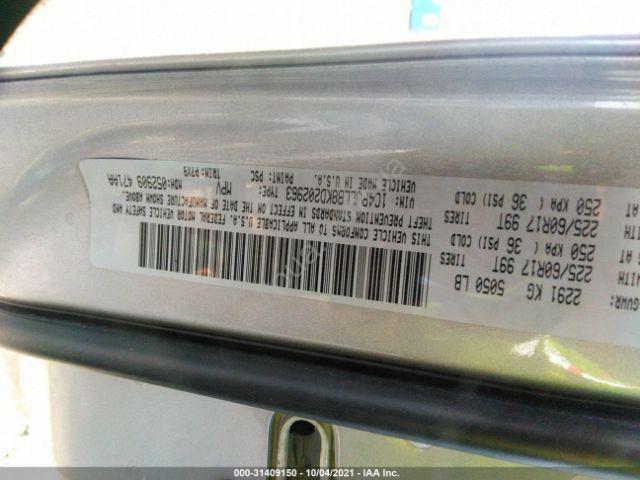 GVWR:
2291 KG 5050 LB
WITH
225/60R17 99T TIRES
AT
250 KPA ( 36 PSI) COLD
WITH
225/60R17 99T TIRES
AT
250 KPA ( 36 PSI) COLD
THIS VEHICLE CONFORMS TO ALL APPLICABLE U.S.A. FEDERAL MOTOR VEHICLE SAFETY AND
THEFT PREVENTION STANDARDS IN EFFECT ON THE DATE OF MANUFACTURE SHOWN ABOVE.
VIN: 1C4PJLLB8KD202963 TYPE: MPV MDH:052909 471AA
VEHICLE MADE IN U.S.A. PAINT: PSC TRIM:P7X9
000-31409150 - 10/04/2021 - IAA Inc.